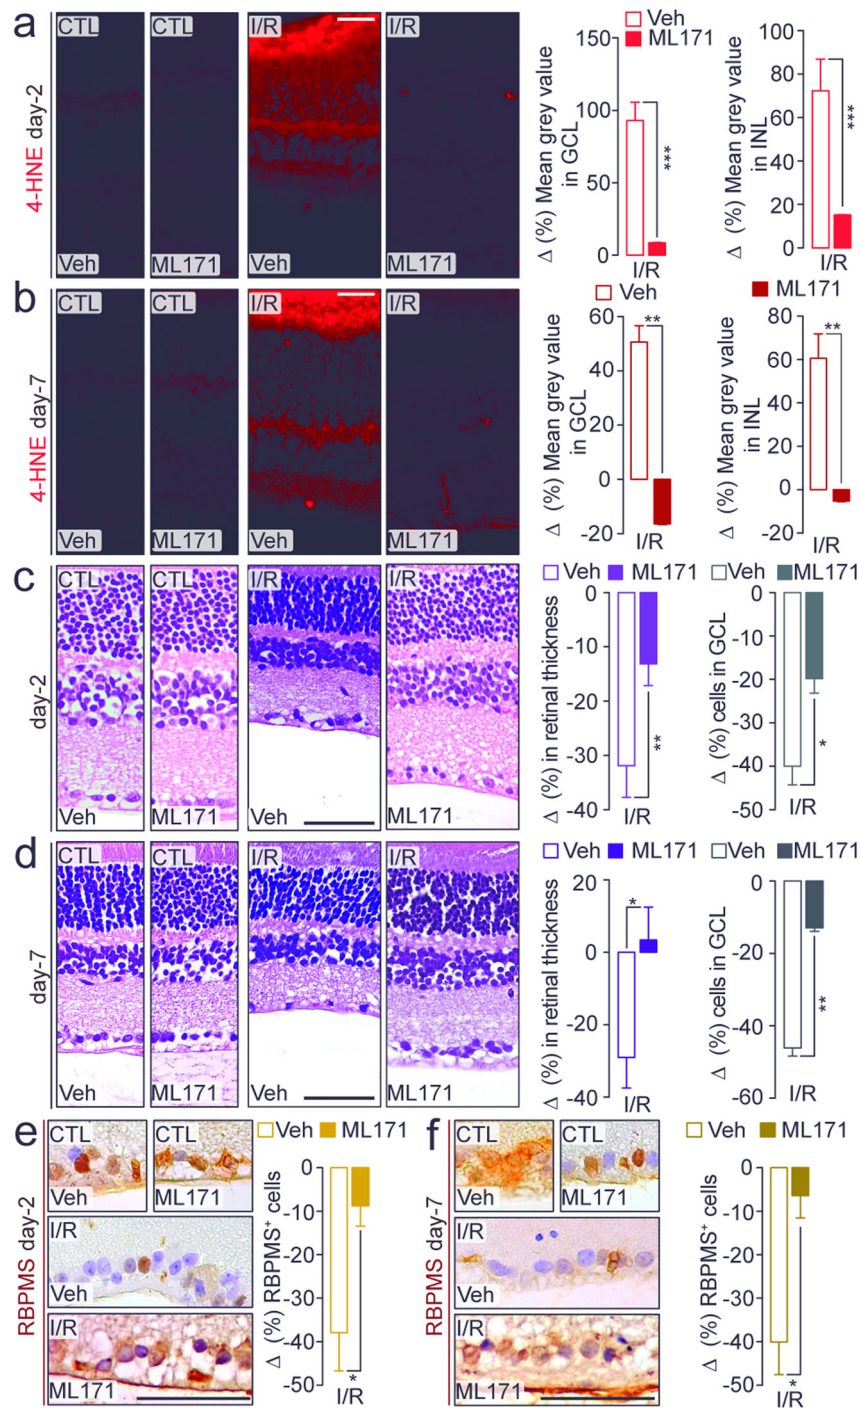 a
4-HNE day-2
CTL
CTL
I/R
I/R
Veh
ML171
Veh
ML171
Δ (%) Mean grey value
in GCL
150
100
50
0
***
I/R
Veh
ML171
Δ (%) Mean grey value
in INL
100
80
60
40
20
0
***
I/R
b
4-HNE day-7
CTL
CTL
I/R
I/R
Veh
ML171
Veh
ML171
Veh
ML171
Δ (%) Mean grey value
in GCL
60
40
20
0
-20
**
I/R
Δ (%) Mean grey value
in INL
80
60
40
20
0
-20
**
I/R
c
day-2
CTL
CTL
I/R
I/R
Veh
ML171
Veh
ML171
Veh ML171
Δ (%) in retinal thickness
0
-10
-20
-30
-40
**
I/R
Veh ML171
Δ (%) cells in GCL
0
-10
-20
-30
-40
-50
*
I/R
d
day-7
CTL
CTL
I/R
I/R
Veh
ML171
Veh
ML171
Veh ML171
Δ (%) in retinal thickness
20
0
-20
-40
*
I/R
Veh ML171
Δ (%) cells in GCL
0
-20
-40
-60
**
I/R
e
RBPMS day-2
CTL
CTL
Veh
ML171
I/R
Veh
I/R
ML171
Veh ML171
Δ (%) RBPMS⁺ cells
0
-10
-20
-30
-40
-50
*
I/R
f
RBPMS day-7
CTL
CTL
Veh
ML171
I/R
Veh
I/R
ML171
Veh ML171
Δ (%) RBPMS⁺ cells
0
-10
-20
-30
-40
-50
*
I/R